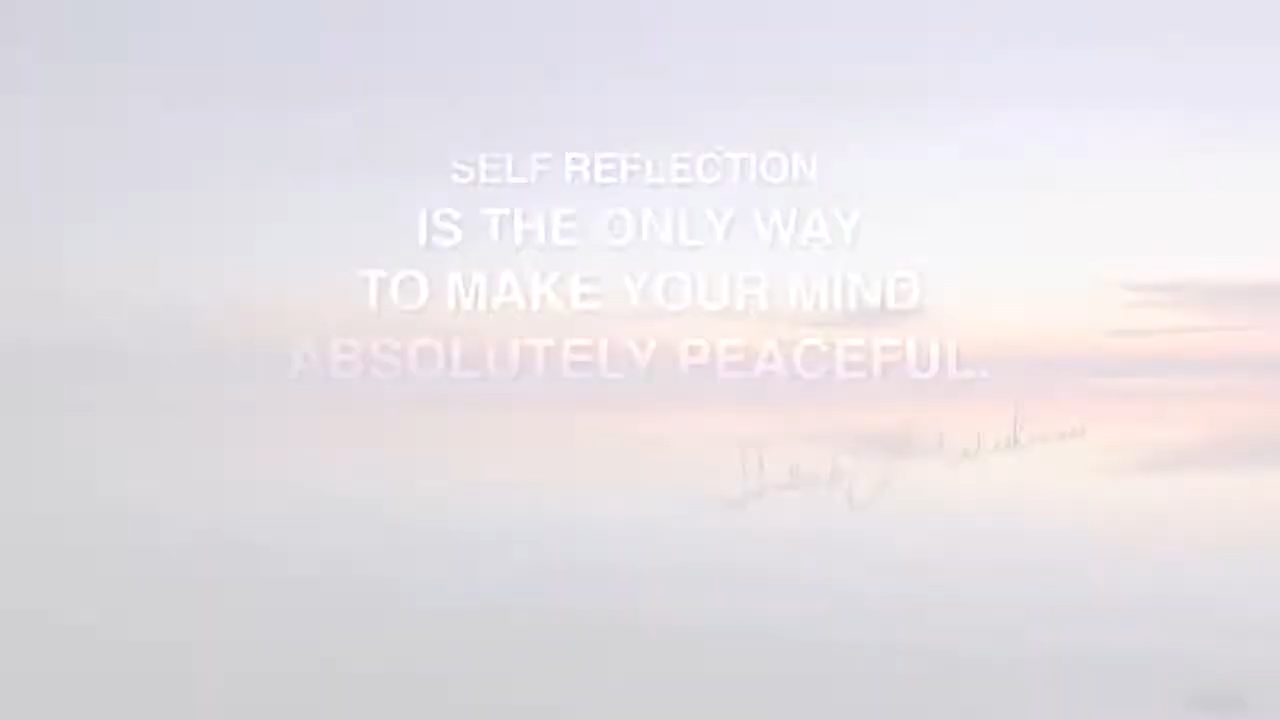 SELF REFLECTION
IS THE ONLY WAY
TO MAKE YOUR MIND
ABSOLUTELY PEACEFUL.